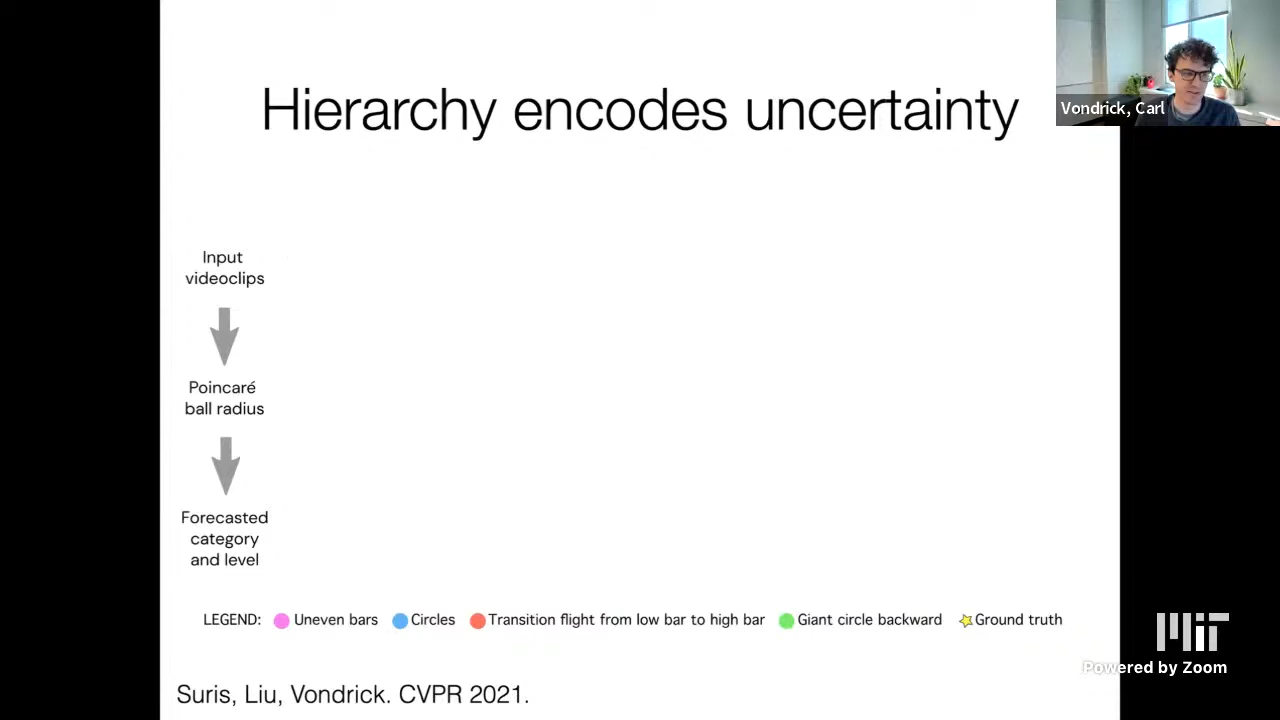 Hierarchy encodes uncertainty
Vondrick, Carl
Input
videoclips
Poincaré
ball radius
Forecasted
category
and level
LEGEND: Uneven bars Circles Transition flight from low bar to high bar Giant circle backward Ground truth
Suris, Liu, Vondrick. CVPR 2021.
MIT
Powered by Zoom